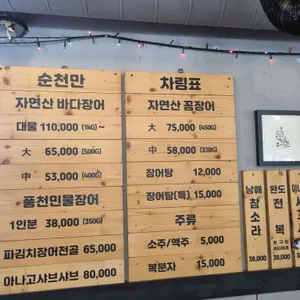 순천만
자연산 바다장어
대물 110,000 (1KG~)
大 65,000 (500G)
中 53,000 (400G)
풍천민물장어
1인분 38,000 (350G)
파김치장어전골 65,000
아나고샤브샤브 80,000
차림표
자연산 꼼장어
大 75,000 (450G)
中 58,000 (330G)
장어탕 12,000
장어탕(특) 15,000
주류
소주/맥주 5,000
복분자 15,000
남해
참소라
38,000
완도
전복
38,000